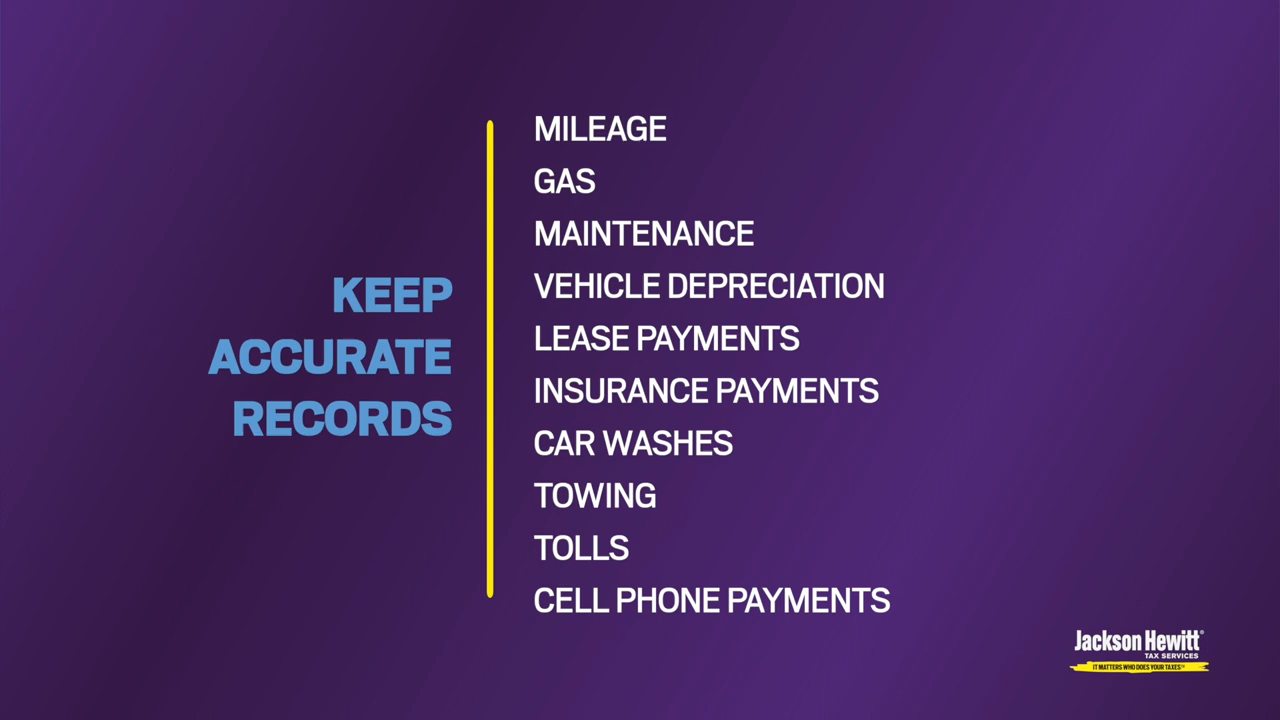 KEEP
ACCURATE
RECORDS
MILEAGE
GAS
MAINTENANCE
VEHICLE DEPRECIATION
LEASE PAYMENTS
INSURANCE PAYMENTS
CAR WASHES
TOWING
TOLLS
CELL PHONE PAYMENTS
Jackson Hewitt®
TAX SERVICES
IT MATTERS WHO DOES YOUR TAXES™